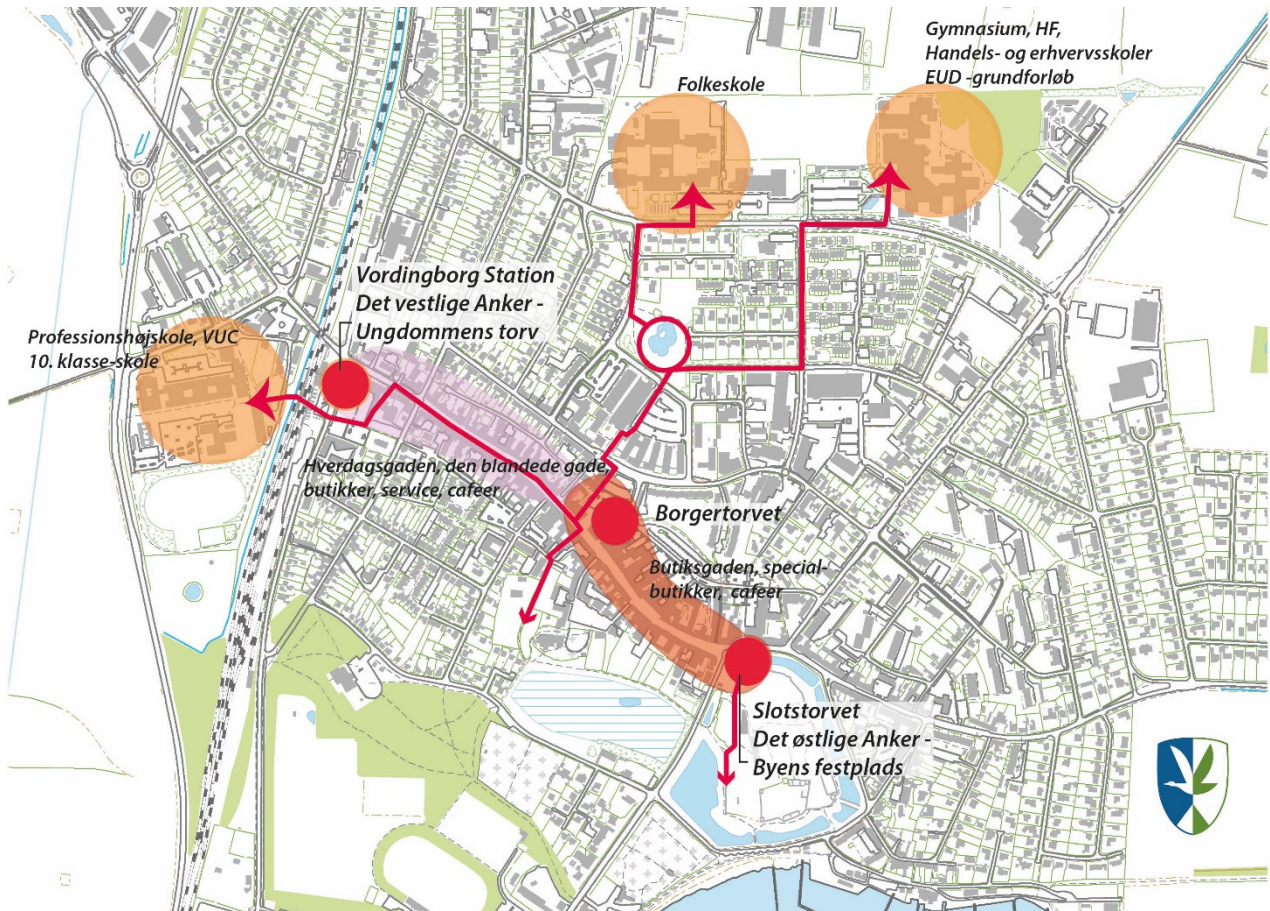 Gymnasium, HF,
Handels- og erhvervsskoler
EUD -grundforløb
Folkeskole
Vordingborg Station
Det vestlige Anker -
Ungdommens torv
Professionshøjskole, VUC
10. klasse-skole
Hverdagsgaden, den blandede gade,
butikker, service, cafeer
Borgertorvet
Butiksgaden, special-
butikker, cafeer
Slotstorvet
Det østlige Anker -
Byens festplads